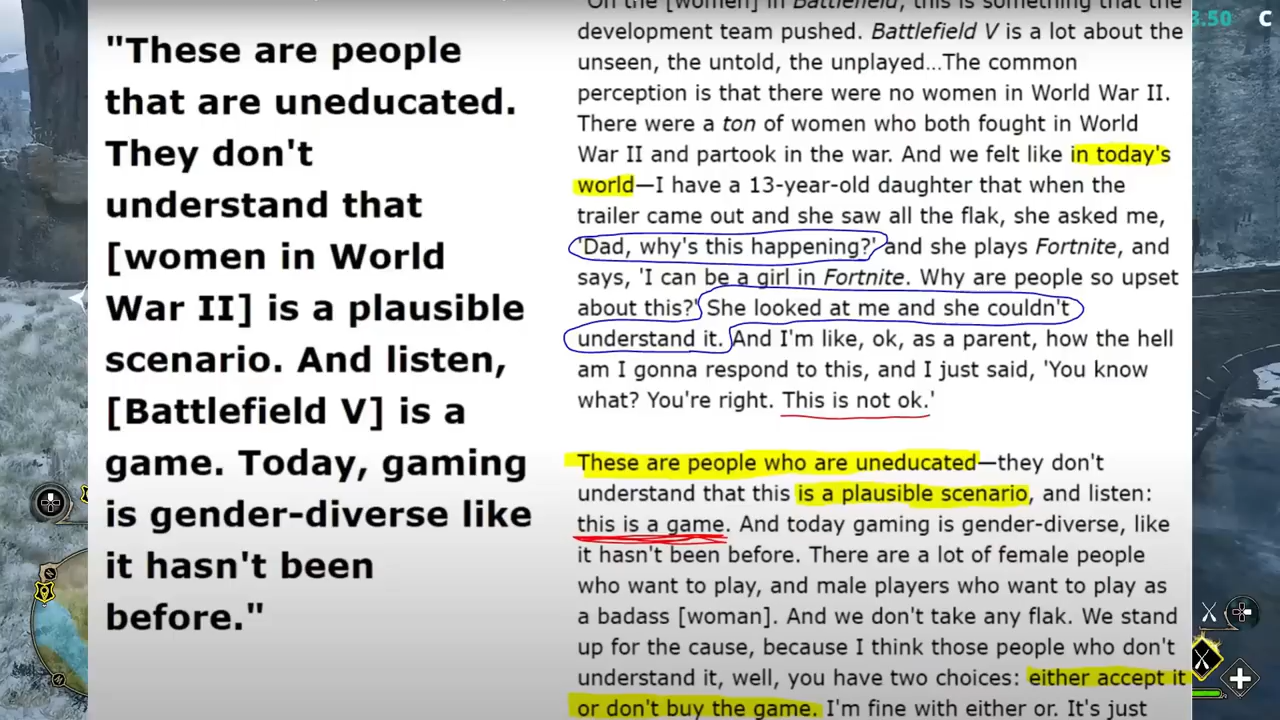 "These are people
that are uneducated.
They don't
understand that
[women in World
War II] is a plausible
scenario. And listen,
[Battlefield V] is a
game. Today, gaming
is gender-diverse like
it hasn't been
before."
"On the [women] in Battlefield, this is something that the
development team pushed. Battlefield V is a lot about the
unseen, the untold, the unplayed…The common
perception is that there were no women in World War II.
There were a ton of women who both fought in World
War II and partook in the war. And we felt like in today's
world—I have a 13-year-old daughter that when the
trailer came out and she saw all the flak, she asked me,
'Dad, why's this happening?' and she plays Fortnite, and
says, 'I can be a girl in Fortnite. Why are people so upset
about this?' She looked at me and she couldn't
understand it. And I'm like, ok, as a parent, how the hell
am I gonna respond to this, and I just said, 'You know
what? You're right. This is not ok.'
These are people who are uneducated—they don't
understand that this is a plausible scenario, and listen:
this is a game. And today gaming is gender-diverse, like
it hasn't been before. There are a lot of female people
who want to play, and male players who want to play as
a badass [woman]. And we don't take any flak. We stand
up for the cause, because I think those people who don't
understand it, well, you have two choices: either accept it
or don't buy the game. I'm fine with either or. It's just
3.50 C